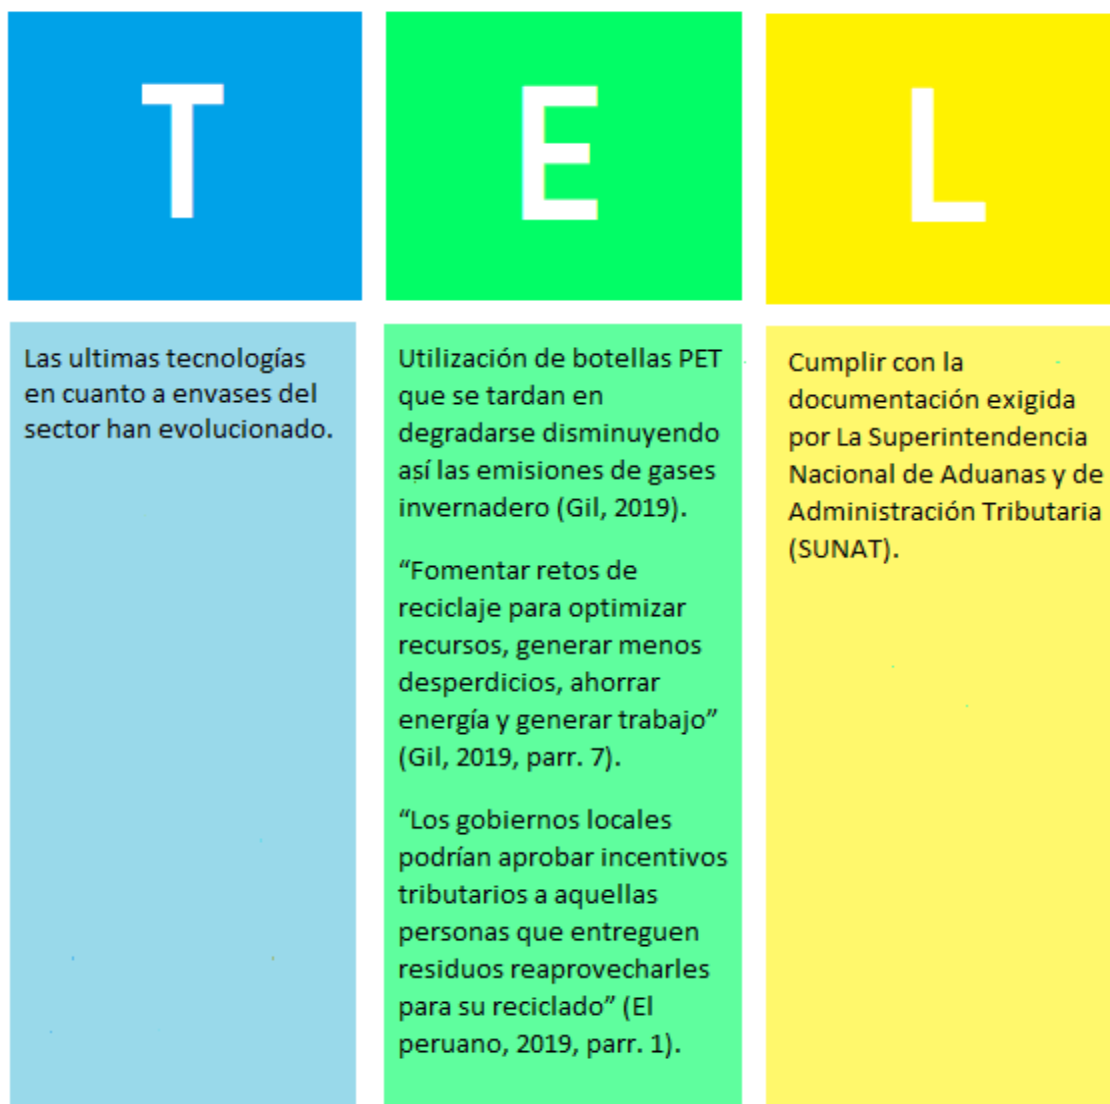 T
Las ultimas tecnologías
en cuanto a envases del
sector han evolucionado.
E
Utilización de botellas PET
que se tardan en
degradarse disminuyendo
así las emisiones de gases
invernadero (Gil, 2019).
“Fomentar retos de
reciclaje para optimizar
recursos, generar menos
desperdicios, ahorrar
energía y generar trabajo”
(Gil, 2019, parr. 7).
“Los gobiernos locales
podrían aprobar incentivos
tributarios a aquellas
personas que entreguen
residuos reaprovecharles
para su reciclado” (El
peruano, 2019, parr. 1).
L
Cumplir con la
documentación exigida
por La Superintendencia
Nacional de Aduanas y de
Administración Tributaria
(SUNAT).